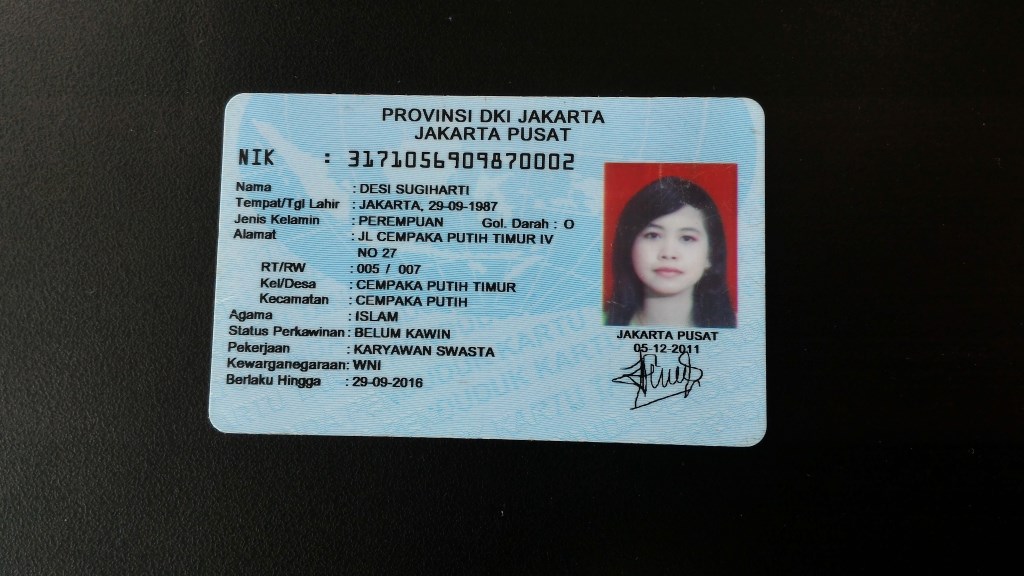 PROVINSI DKI JAKARTA
JAKARTA PUSAT
NIK : 3171056909870002
Nama : DESI SUGIHARTI
Tempat/Tgl Lahir : JAKARTA, 29-09-1987
Jenis Kelamin : PEREMPUAN Gol. Darah : O
Alamat : JL CEMPAKA PUTIH TIMUR IV
NO 27
RT/RW : 005 / 007
Kel/Desa : CEMPAKA PUTIH TIMUR
Kecamatan : CEMPAKA PUTIH
Agama : ISLAM
Status Perkawinan : BELUM KAWIN
Pekerjaan : KARYAWAN SWASTA
Kewarganegaraan : WNI
Berlaku Hingga : 29-09-2016
JAKARTA PUSAT
05-12-2011